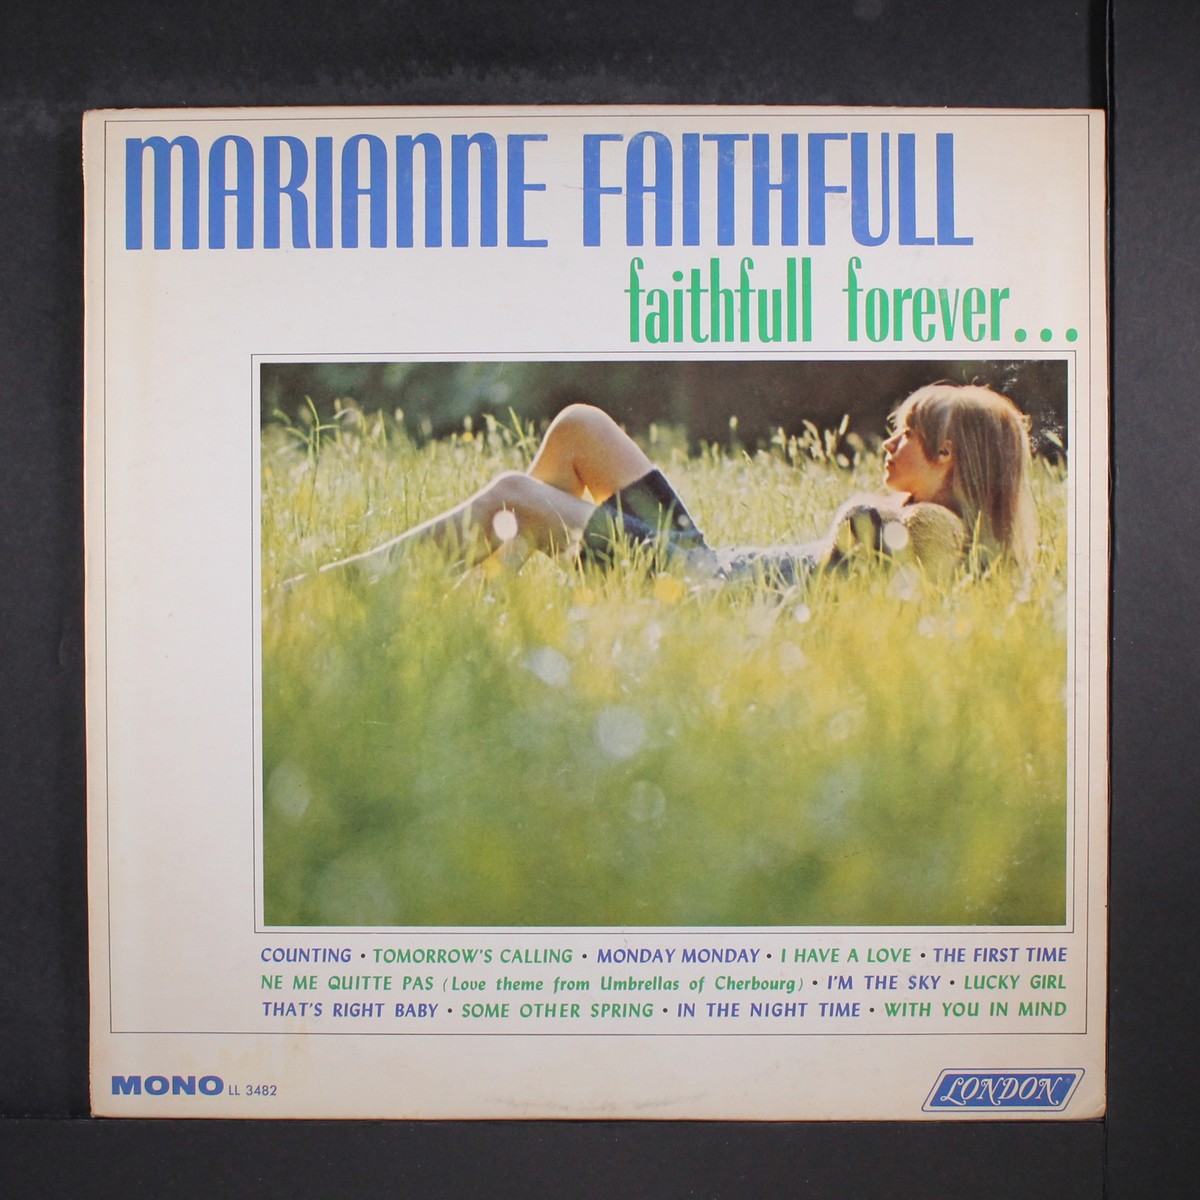 MARIANNE FAITHFULL
faithfull forever...
COUNTING • TOMORROW'S CALLING • MONDAY MONDAY • I HAVE A LOVE • THE FIRST TIME
NE ME QUITTE PAS (Love theme from Umbrellas of Cherbourg) • I'M THE SKY • LUCKY GIRL
THAT'S RIGHT BABY • SOME OTHER SPRING • IN THE NIGHT TIME • WITH YOU IN MIND
MONO LL 3482
LONDON®